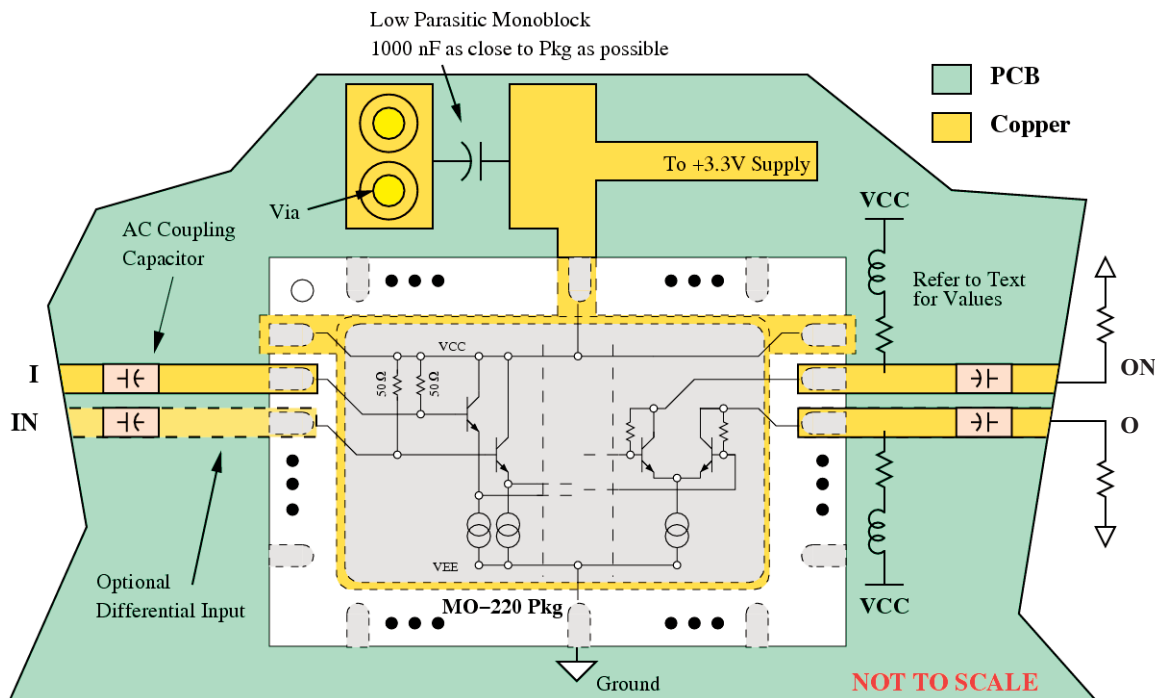 Low Parasitic Monoblock
1000 nF as close to Pkg as possible
PCB
Copper
To +3.3V Supply
Via
AC Coupling
Capacitor
VCC
Refer to Text
for Values
VCC
50Ω
50Ω
I
ON
IN
O
VEE
Optional
Differential Input
MO−220 Pkg
VCC
Ground
NOT TO SCALE